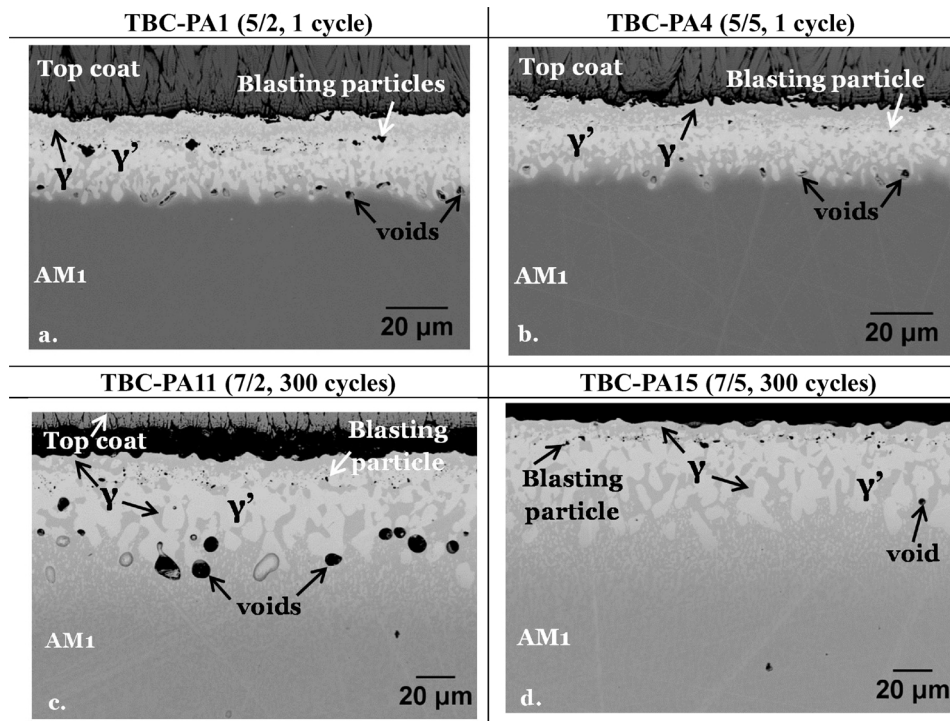 TBC-PA1 (5/2, 1 cycle)
Top coat
Blasting particles
γ
γ’
voids
AM1
20 µm
a.
TBC-PA4 (5/5, 1 cycle)
Top coat
Blasting particle
γ’
γ
voids
AM1
20 µm
b.
TBC-PA11 (7/2, 300 cycles)
Top coat
Blasting
particle
γ
γ’
voids
AM1
20 µm
c.
TBC-PA15 (7/5, 300 cycles)
γ
γ’
Blasting
particle
void
AM1
20 µm
d.